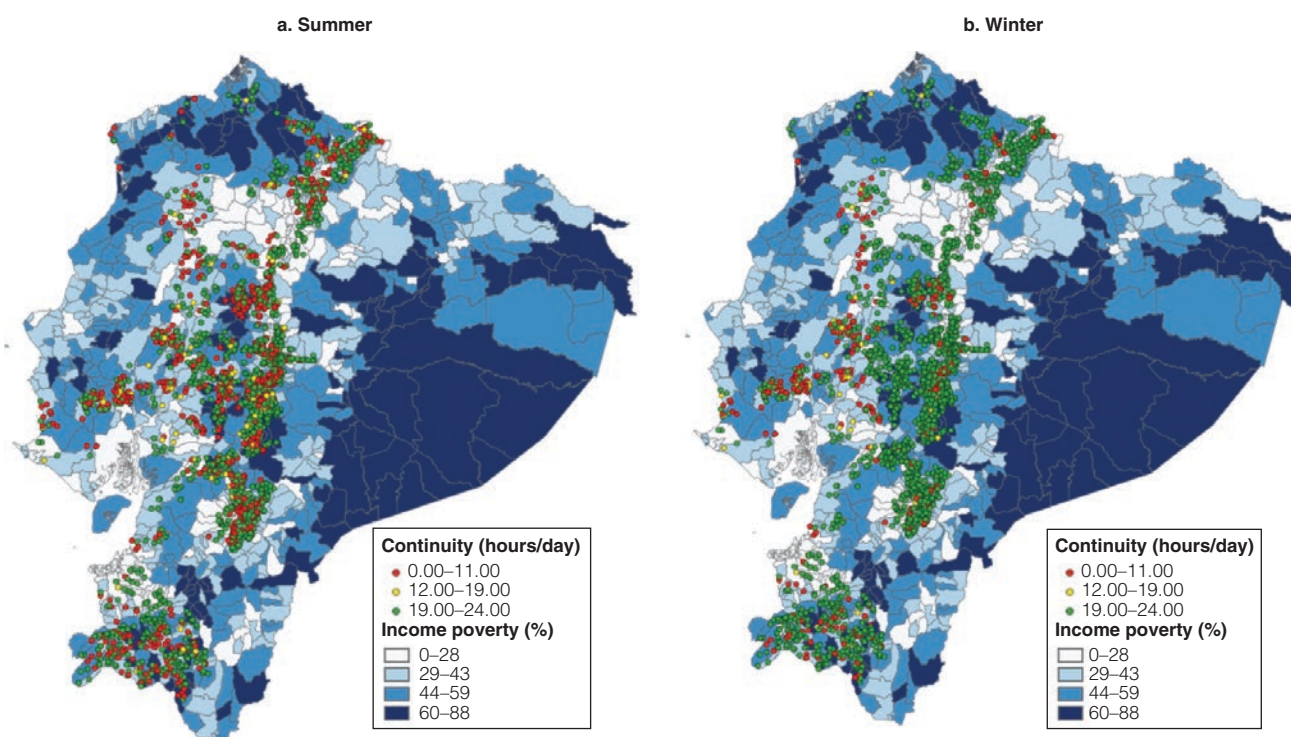 a. Summer
Continuity (hours/day)
0.00–11.00
12.00–19.00
19.00–24.00
Income poverty (%)
0–28
29–43
44–59
60–88
b. Winter
Continuity (hours/day)
0.00–11.00
12.00–19.00
19.00–24.00
Income poverty (%)
0–28
29–43
44–59
60–88